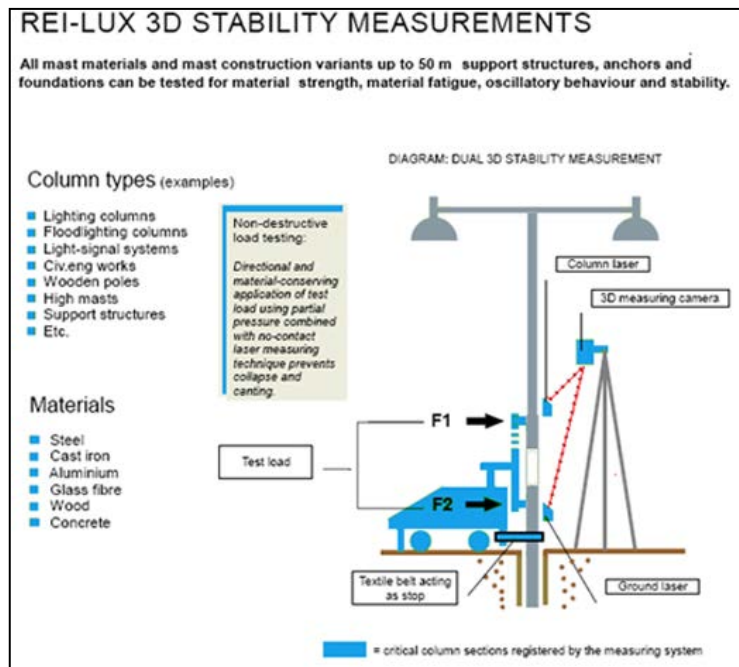 REI-LUX 3D STABILITY MEASUREMENTS
All mast materials and mast construction variants up to 50 m support structures, anchors and
foundations can be tested for material strength, material fatigue, oscillatory behaviour and stability.
DIAGRAM: DUAL 3D STABILITY MEASUREMENT
Column types (examples)
Lighting columns
Floodlighting columns
Light-signal systems
Civ.eng works
Wooden poles
High masts
Support structures
Etc.
Non-destructive
load testing:
Directional and
material-conserving
application of test
load using partial
pressure combined
with no-contact
laser measuring
technique prevents
collapse and
canting.
Column laser
3D measuring camera
Materials
Steel
Cast iron
Aluminium
Glass fibre
Wood
Concrete
F1
Test load
F2
Textile belt acting
as stop
Ground laser
= critical column sections registered by the measuring system